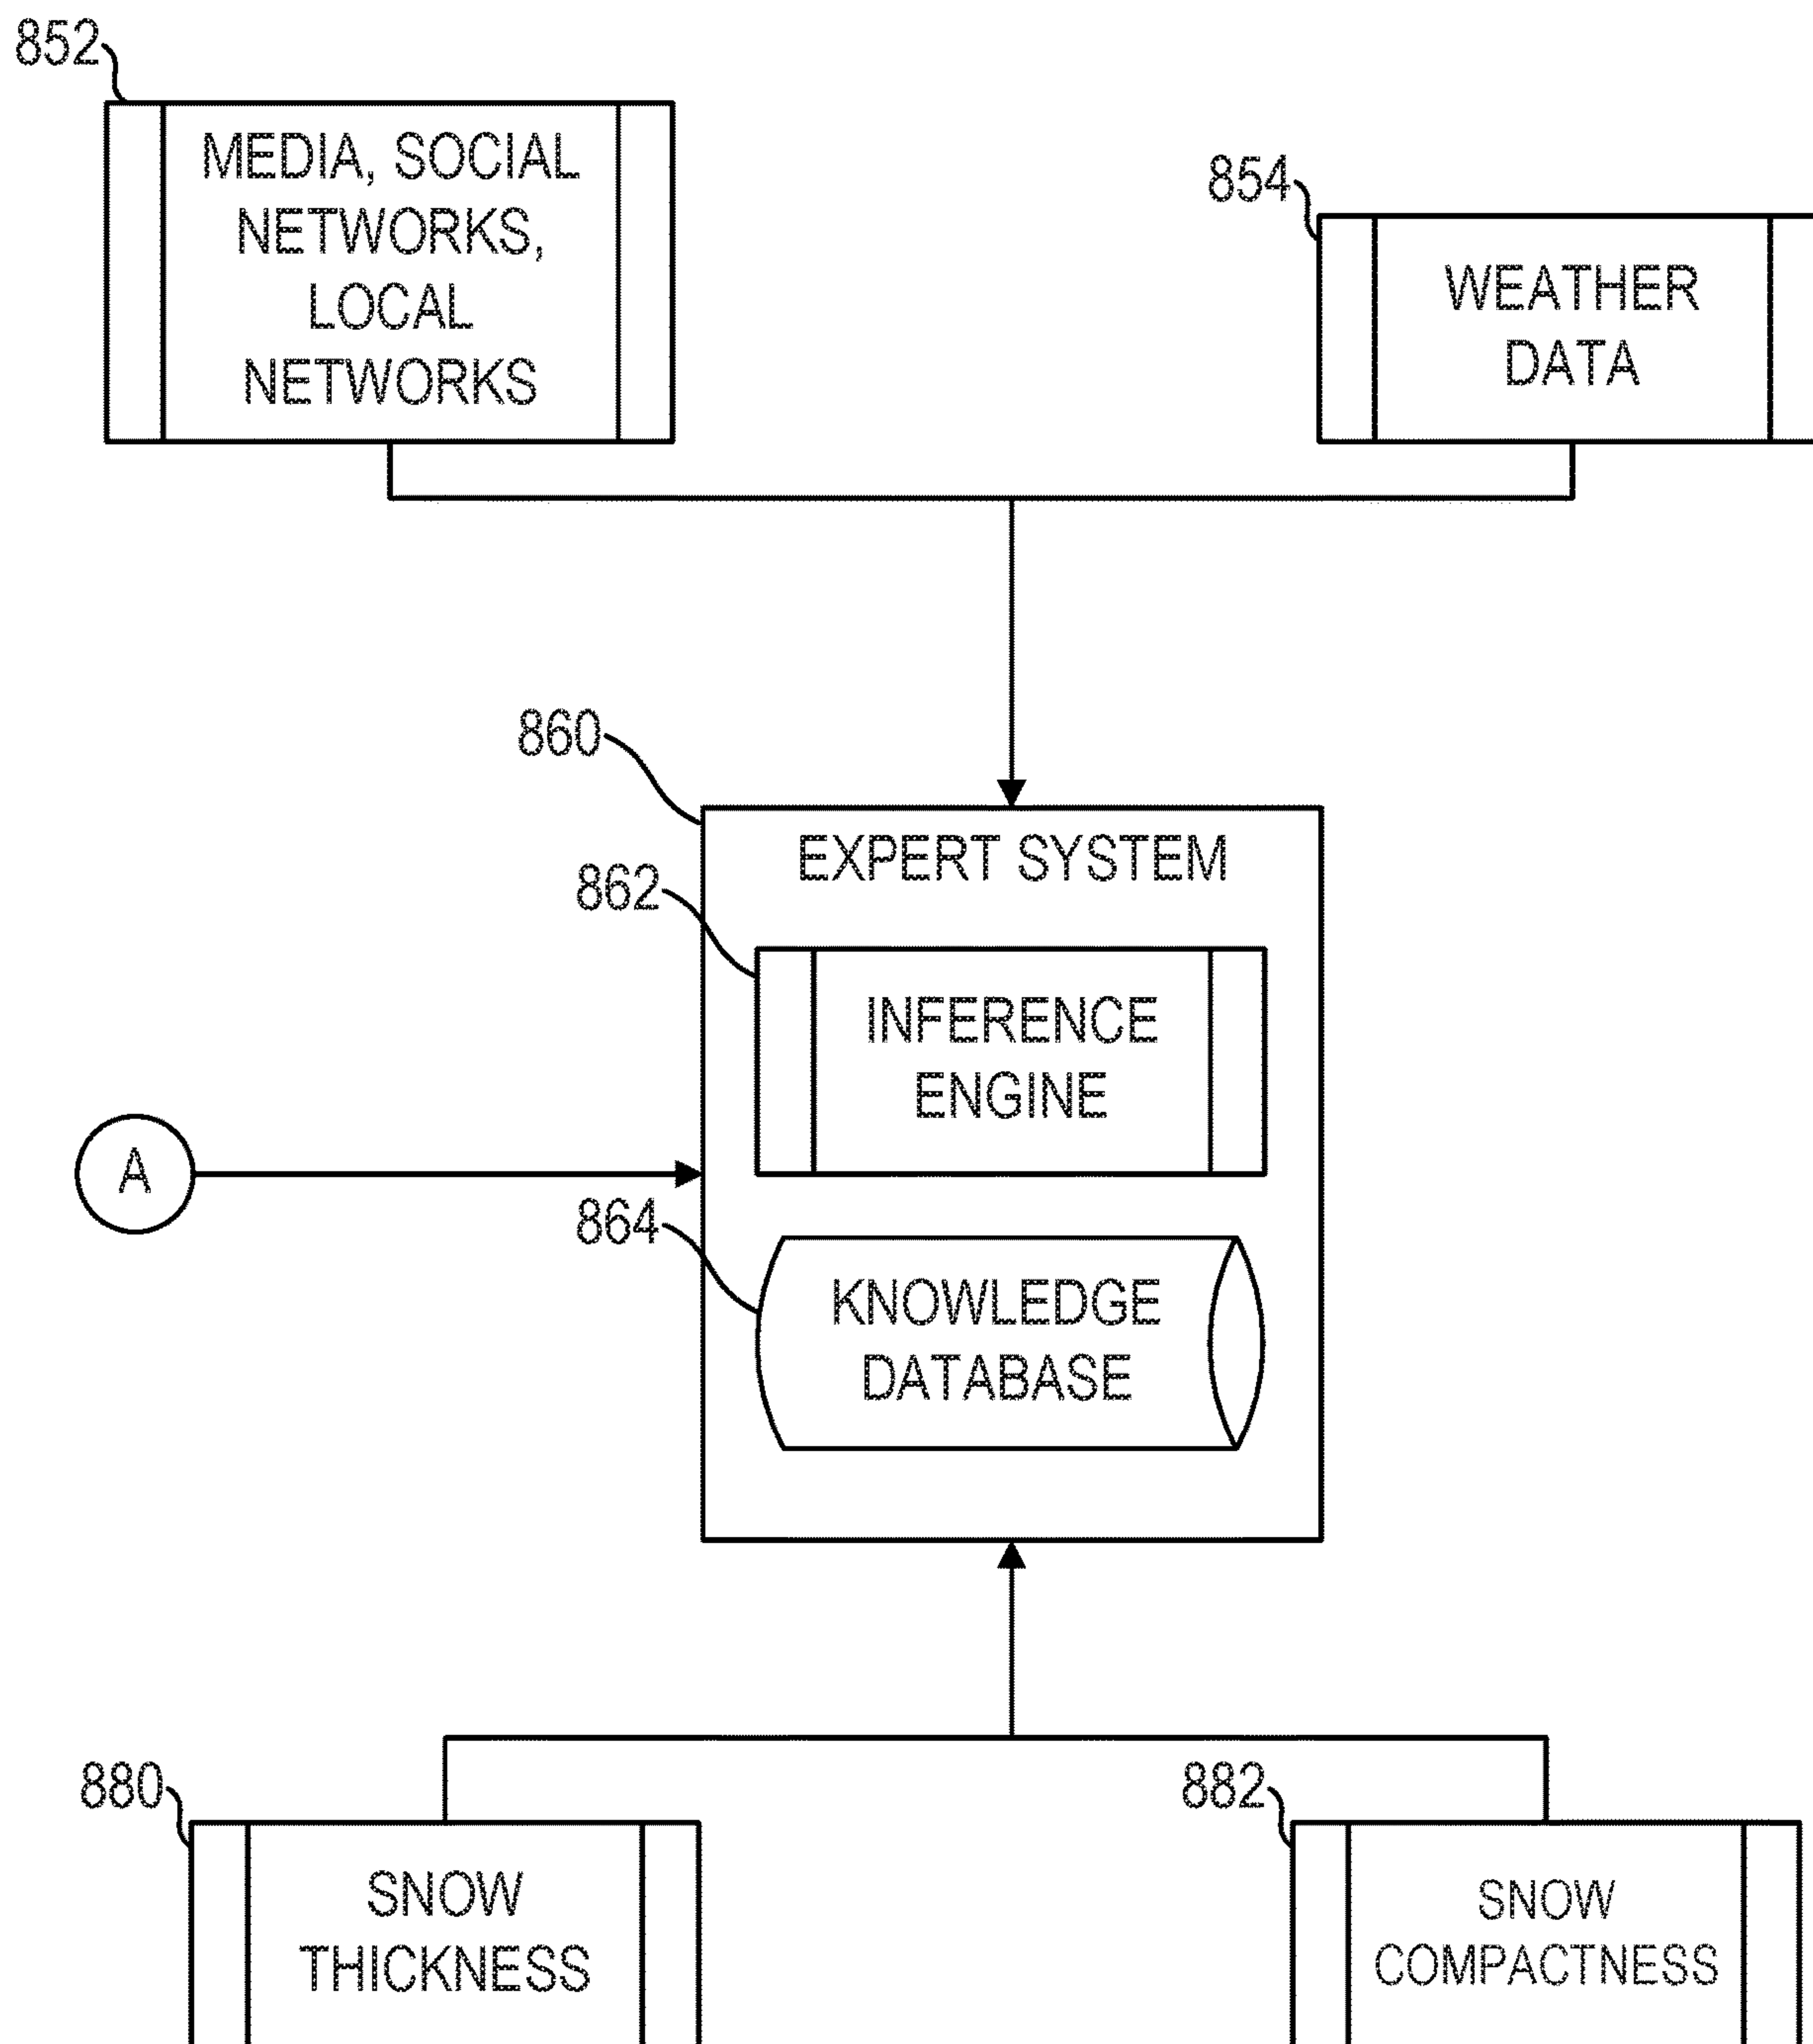 852
MEDIA, SOCIAL
NETWORKS,
LOCAL
NETWORKS
854
WEATHER
DATA
860
EXPERT SYSTEM
862
INFERENCE
ENGINE
A
864
KNOWLEDGE
DATABASE
880
SNOW
THICKNESS
882
SNOW
COMPACTNESS